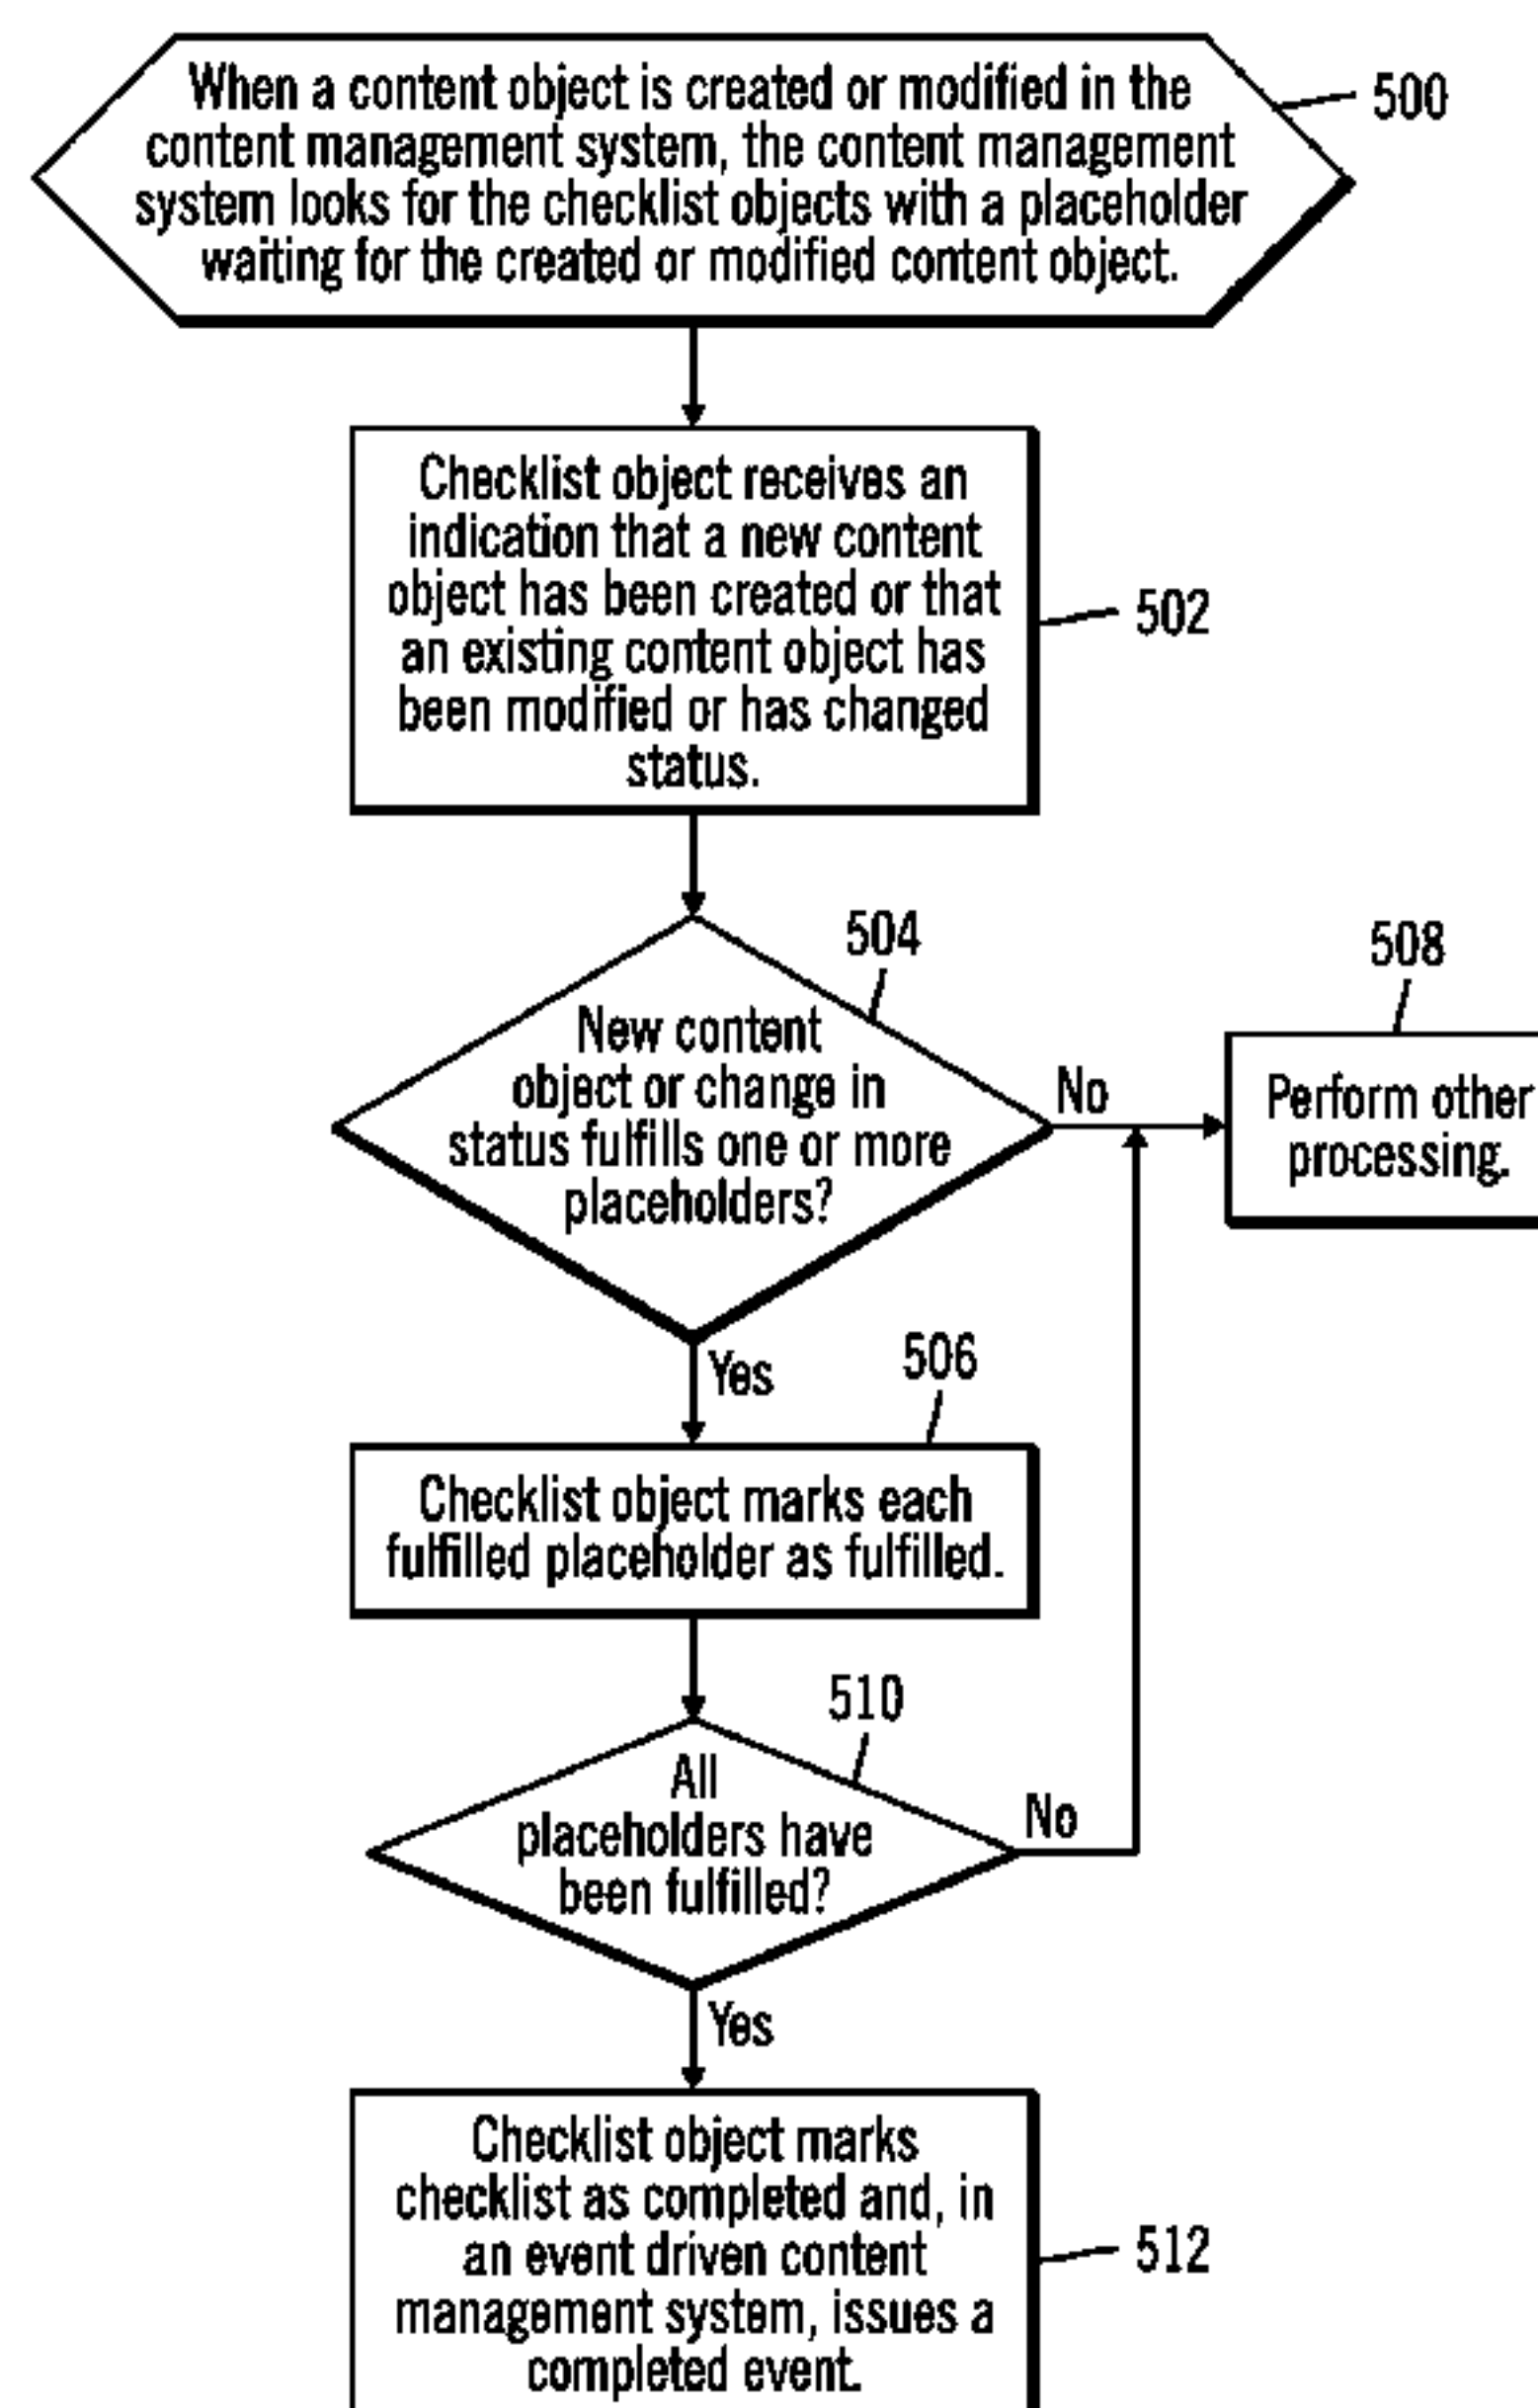 When a content object is created or modified in the
content management system, the content management
system looks for the checklist objects with a placeholder
waiting for the created or modified content object.
500
Checklist object receives an
indication that a new content
object has been created or that
an existing content object has
been modified or has changed
status.
502
504
New content
object or change in
status fulfills one or more
placeholders?
No
508
Perform other
processing.
Yes
506
Checklist object marks each
fulfilled placeholder as fulfilled.
510
All
placeholders have
been fulfilled?
No
Yes
Checklist object marks
checklist as completed and, in
an event driven content
management system, issues a
completed event.
512